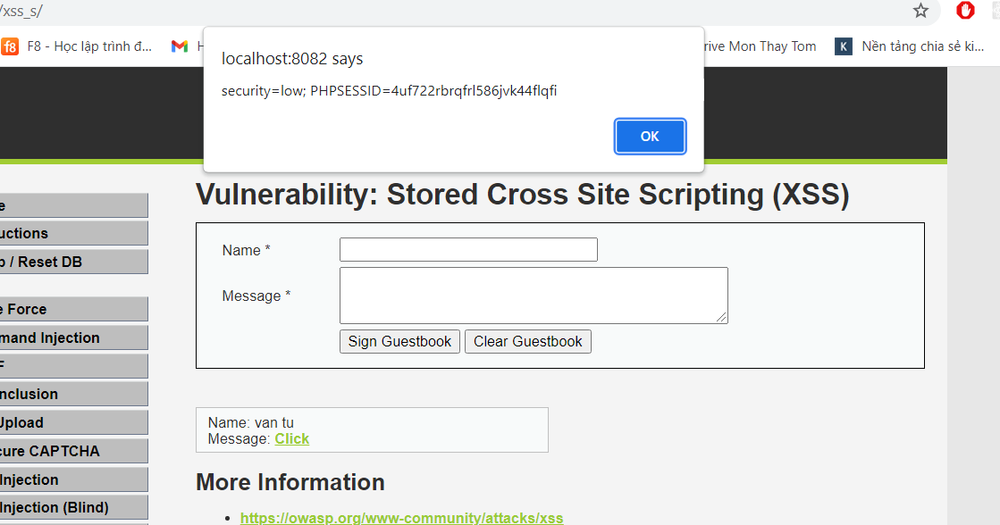 /xss_s/
F8 - Học lập trình đ...
H
rive Mon Thay Tom
K
Nền tảng chia sẻ ki...
localhost:8082 says
security=low; PHPSESSID=4uf722rbrqfrl586jvk44flqfi
OK
Vulnerability: Stored Cross Site Scripting (XSS)
e
uctions
p / Reset DB
e Force
mand Injection
F
nclusion
Upload
cure CAPTCHA
Injection
Injection (Blind)
Name *
Message *
Sign Guestbook
Clear Guestbook
Name: van tu
Message: Click
More Information
https://owasp.org/www-community/attacks/xss